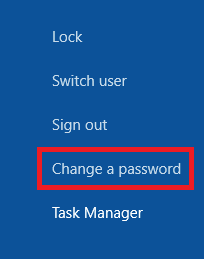 Lock
Switch user
Sign out
Change a password
Task Manager